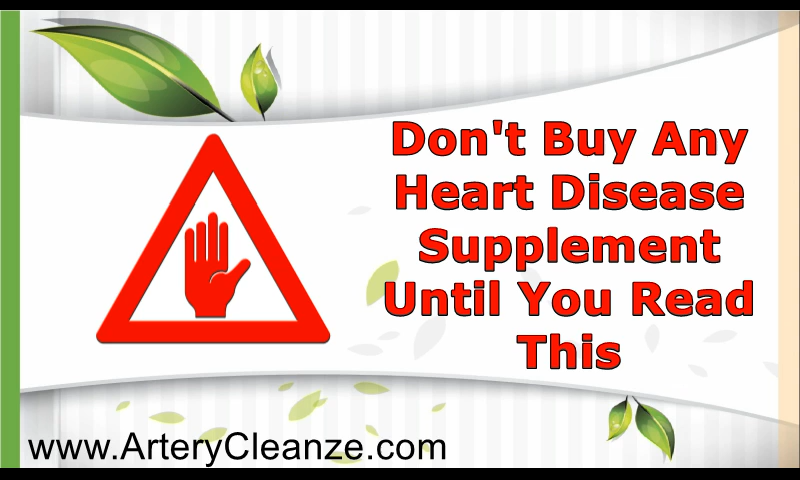 Don't Buy Any
Heart Disease
Supplement
Until You Read
This
www.ArteryCleanze.com